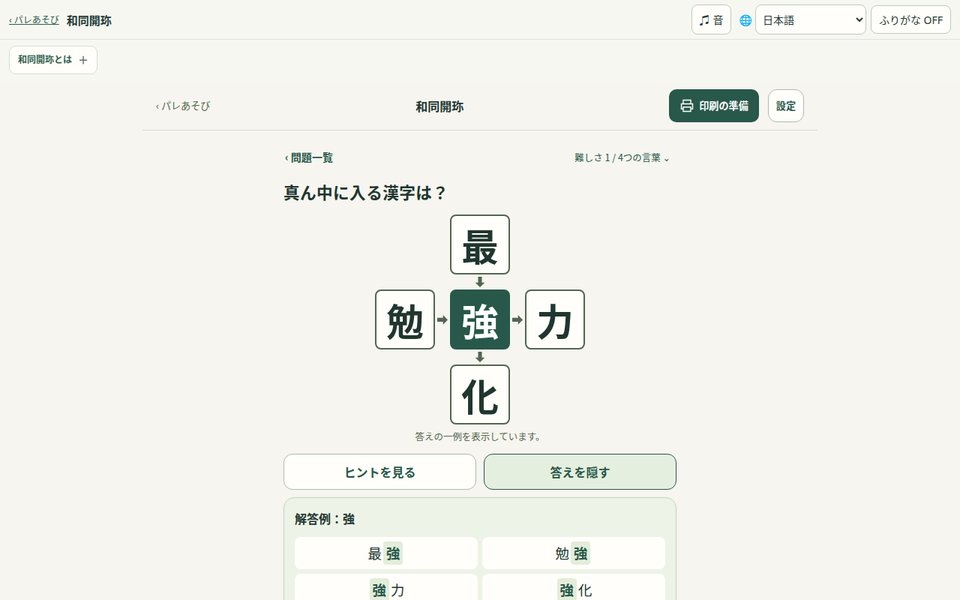 ‹ パレあそび 和同開珎 音 日本語 ふりがな OFF
和同開珎とは +
‹ パレあそび 和同開珎 印刷の準備 設定
‹ 問題一覧 難しさ 1 / 4つの言葉
真ん中に入る漢字は？
最
勉 強 力
化
答えの一例を表示しています。
ヒントを見る 答えを隠す
解答例：強
最強 勉強
強力 強化